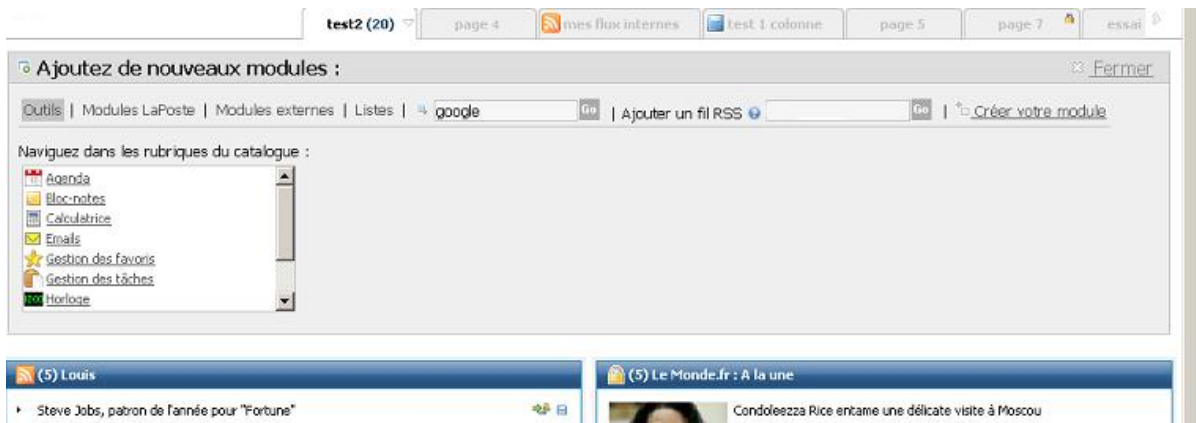 test2 (20) page 4 mes flux internes test 1 colonne page 5 page 7 essai
Ajoutez de nouveaux modules : Fermer
Outils | Modules LaPoste | Modules externes | Listes | google Go | Ajouter un fil RSS Go | Créer votre module
Naviguez dans les rubriques du catalogue :
Agenda
Bloc-notes
Calculatrice
Emails
Gestion des favoris
Gestion des tâches
Horloge
(5) Louis (5) Le Monde.fr : A la une
Steve Jobs, patron de l'année pour "Fortune" Condoleezza Rice entame une délicate visite à Moscou